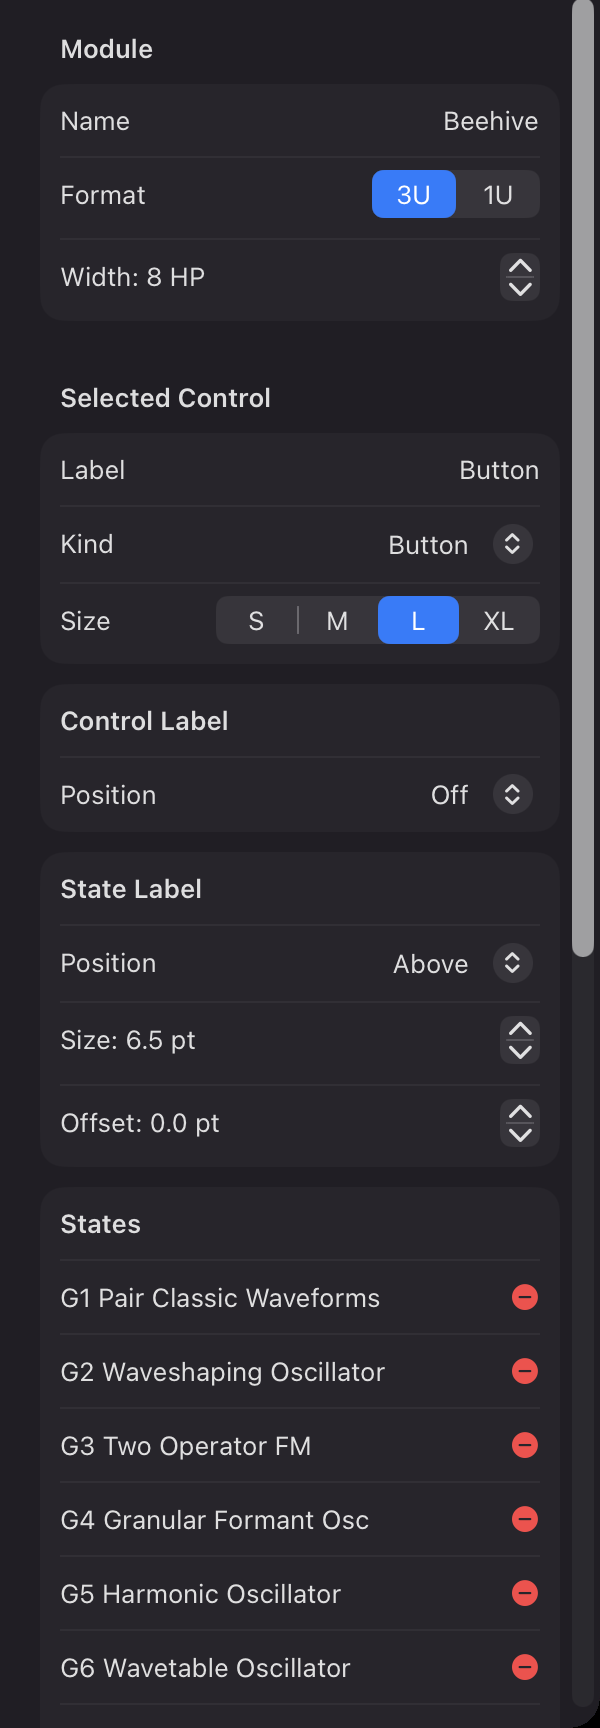 Module
Name Beehive
Format 3U 1U
Width: 8 HP
Selected Control
Label Button
Kind Button
Size S M L XL
Control Label
Position Off
State Label
Position Above
Size: 6.5 pt
Offset: 0.0 pt
States
G1 Pair Classic Waveforms
G2 Waveshaping Oscillator
G3 Two Operator FM
G4 Granular Formant Osc
G5 Harmonic Oscillator
G6 Wavetable Oscillator